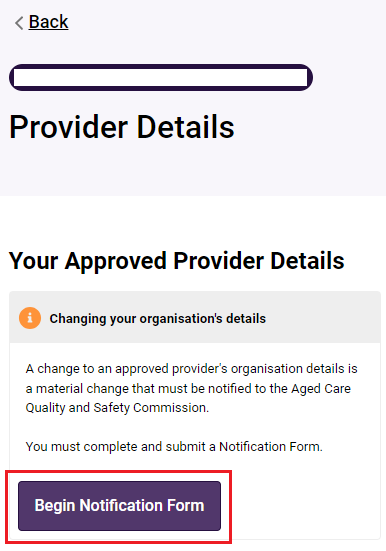 Back
Provider Details
Your Approved Provider Details
Changing your organisation's details
A change to an approved provider's organisation details is
a material change that must be notified to the Aged Care
Quality and Safety Commission.
You must complete and submit a Notification Form.
Begin Notification Form